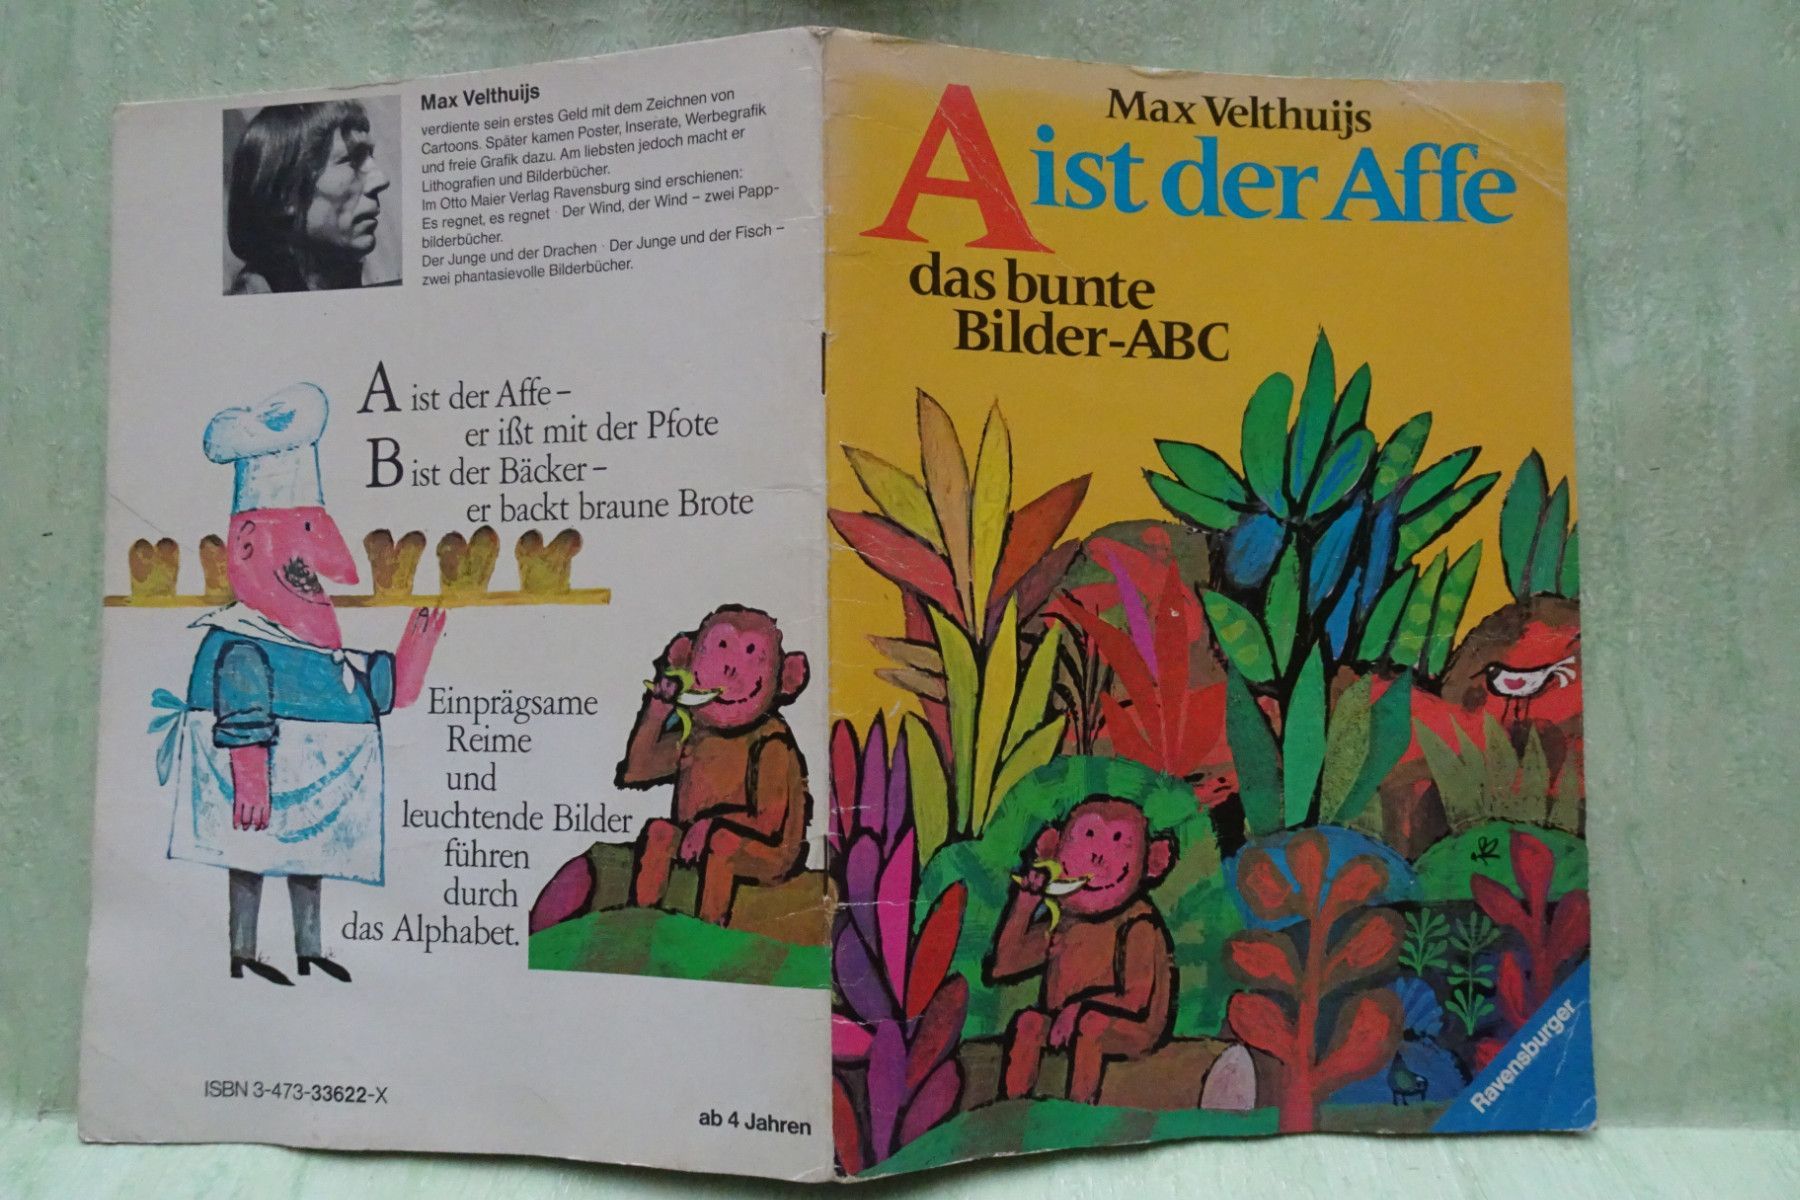 Max Velthuijs
verdiente sein erstes Geld mit dem Zeichnen von
Cartoons. Später kamen Poster, Inserate, Werbegrafik
und freie Grafik dazu. Am liebsten jedoch macht er
Lithografien und Bilderbücher.
Im Otto Maier Verlag Ravensburg sind erschienen:
Es regnet, es regnet · Der Wind, der Wind – zwei Papp-
bilderbücher.
Der Junge und der Drachen · Der Junge und der Fisch –
zwei phantasievolle Bilderbücher.
A ist der Affe –
er ißt mit der Pfote
B ist der Bäcker –
er backt braune Brote
Einprägsame
Reime
und
leuchtende Bilder
führen
durch
das Alphabet.
ISBN 3-473-33622-X
ab 4 Jahren
Max Velthuijs
A ist der Affe
das bunte
Bilder-ABC
Ravensburger